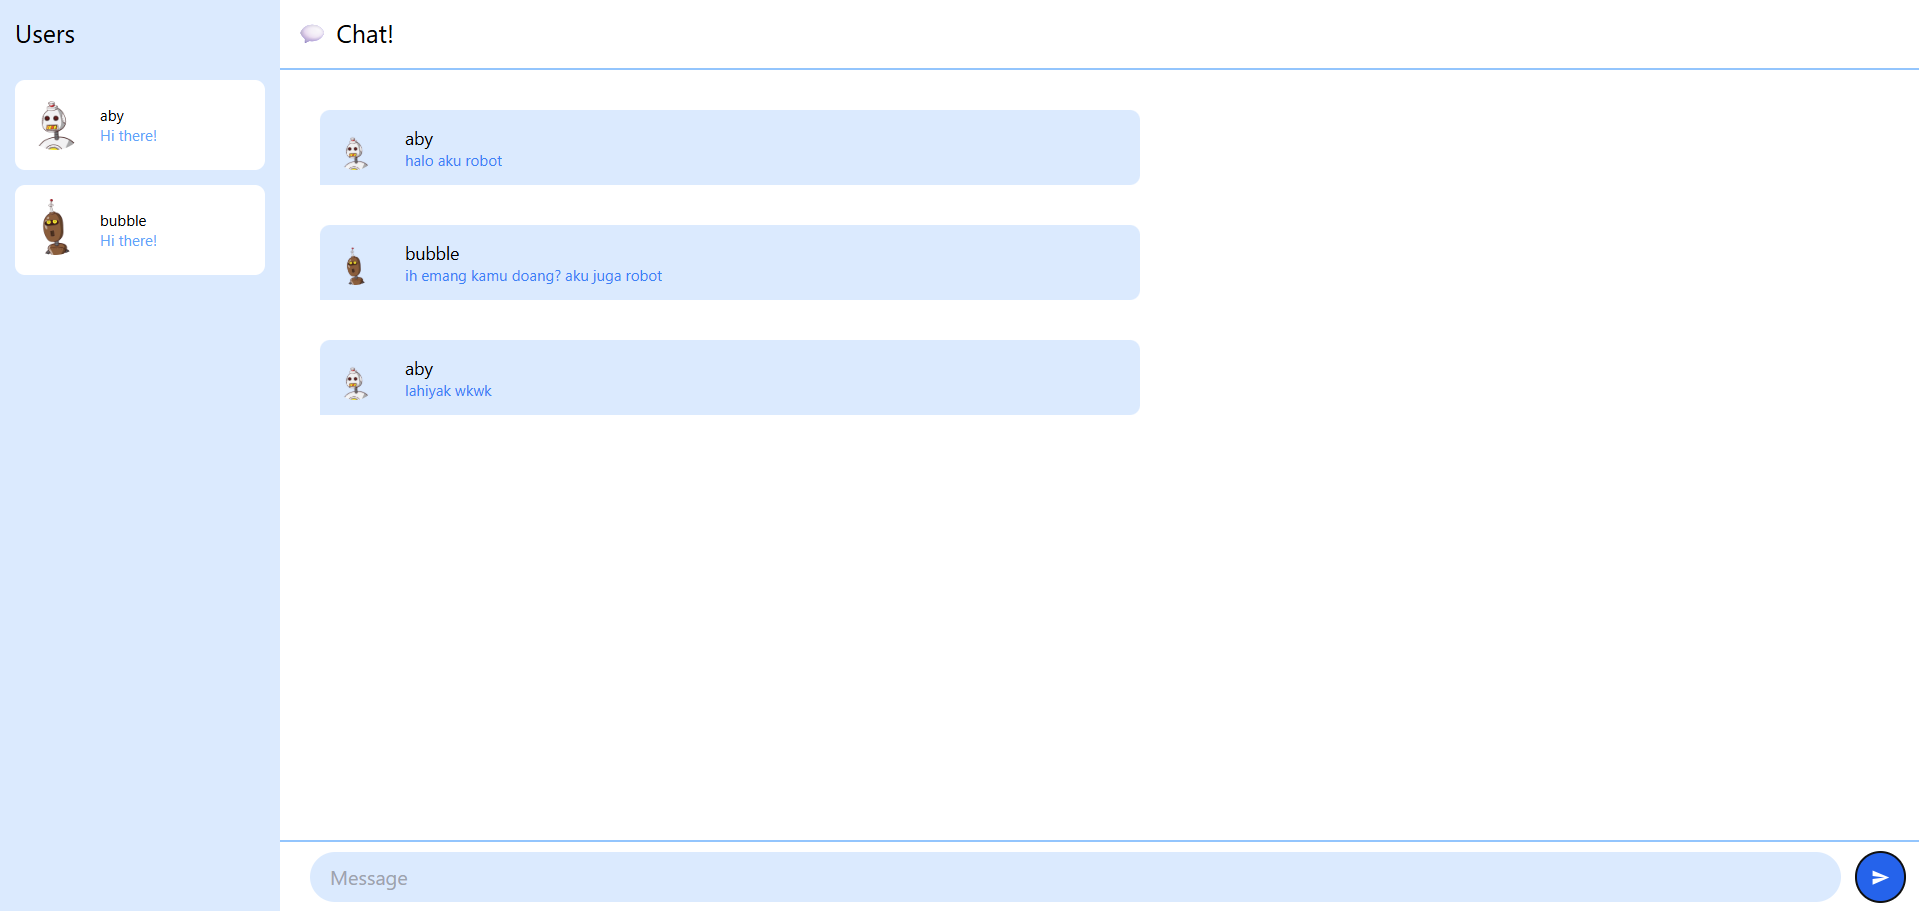 Users
aby
Hi there!
bubble
Hi there!
Chat!
aby
halo aku robot
bubble
ih emang kamu doang? aku juga robot
aby
lahiyak wkwk
Message